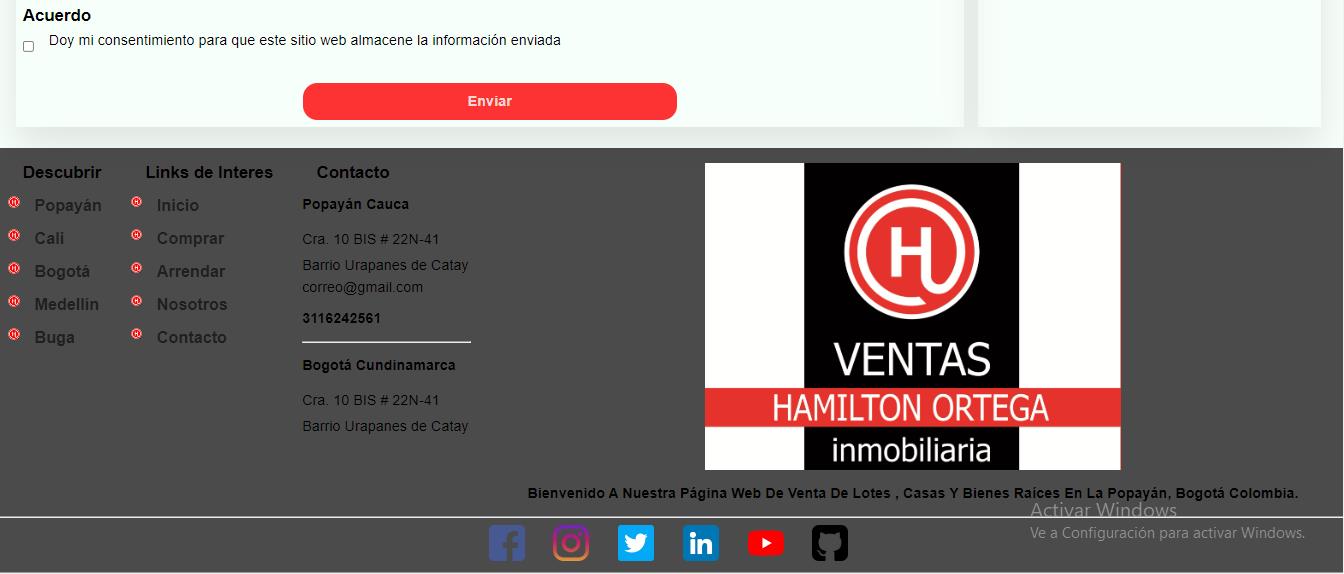 Acuerdo
Doy mi consentimiento para que este sitio web almacene la información enviada
Enviar
Descubrir
Popayán
Cali
Bogotá
Medellin
Buga
Links de Interes
Inicio
Comprar
Arrendar
Nosotros
Contacto
Contacto
Popayán Cauca
Cra. 10 BIS # 22N-41
Barrio Urapanes de Catay
correo@gmail.com
3116242561
Bogotá Cundinamarca
Cra. 10 BIS # 22N-41
Barrio Urapanes de Catay
H
VENTAS
HAMILTON ORTEGA
inmobiliaria
Bienvenido A Nuestra Página Web De Venta De Lotes , Casas Y Bienes Raíces En La Popayán, Bogotá Colombia.
Activar Windows
Ve a Configuración para activar Windows.